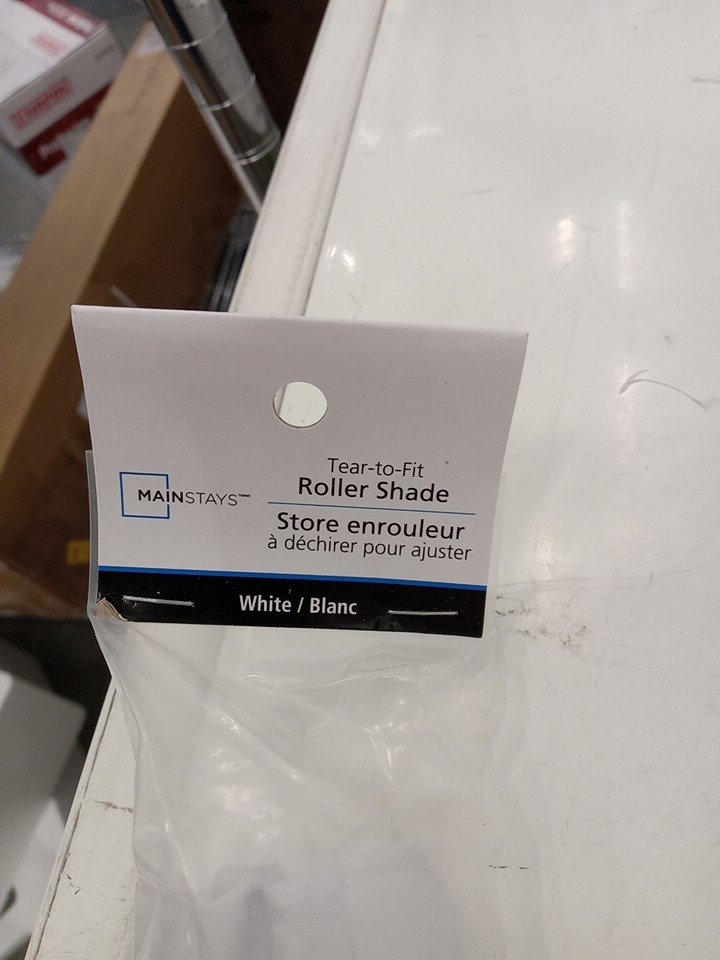 MAINSTAYS
Tear-to-Fit
Roller Shade
Store enrouleur
à déchirer pour ajuster
White / Blanc